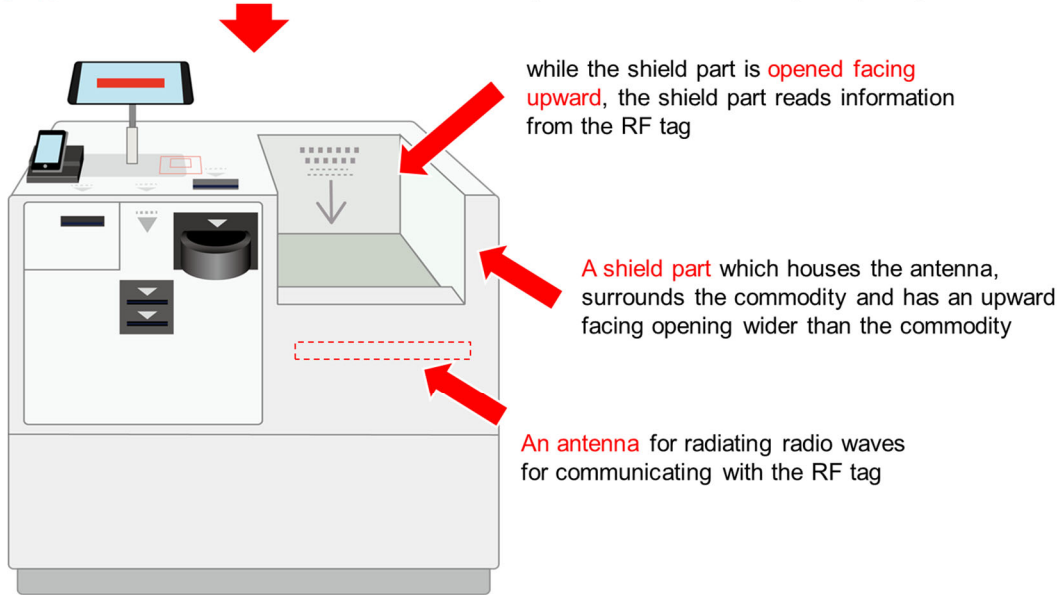 while the shield part is opened facing
upward, the shield part reads information
from the RF tag
A shield part which houses the antenna,
surrounds the commodity and has an upward
facing opening wider than the commodity
An antenna for radiating radio waves
for communicating with the RF tag